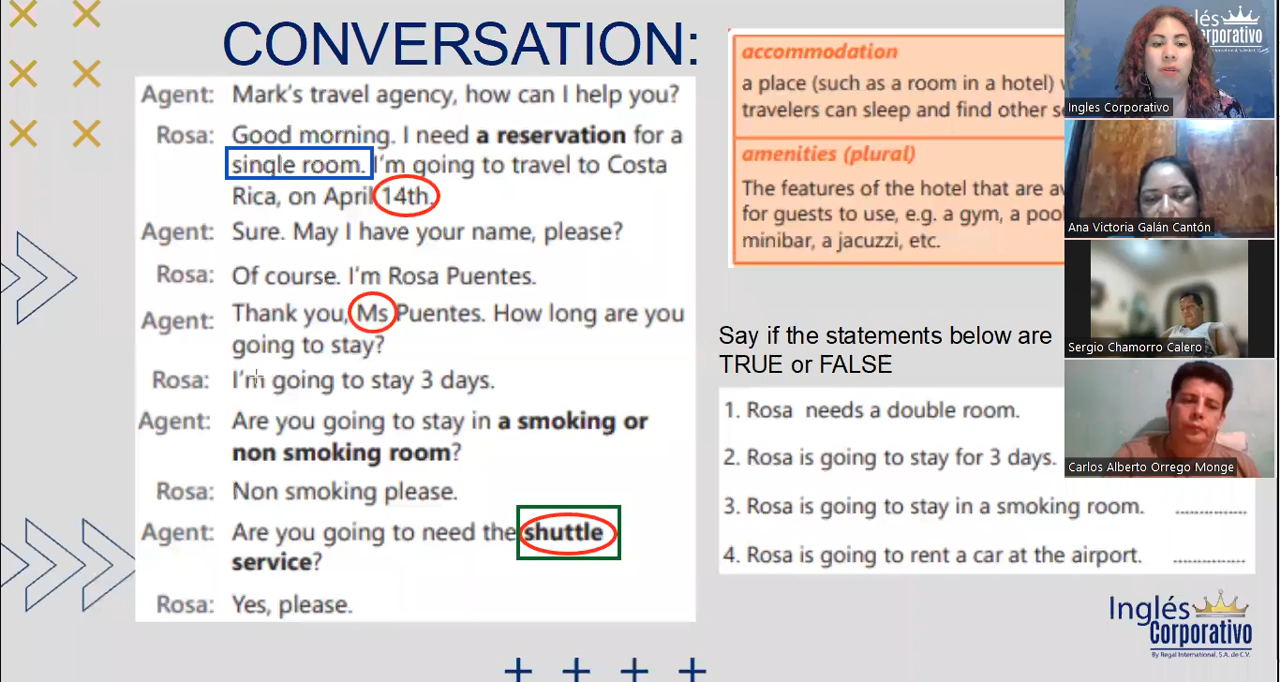 CONVERSATION:
Agent: Mark's travel agency, how can I help you?
Rosa: Good morning. I need a reservation for a
single room. I'm going to travel to Costa
Rica, on April 14th.
Agent: Sure. May I have your name, please?
Rosa: Of course. I'm Rosa Puentes.
Agent: Thank you, Ms Puentes. How long are you
going to stay?
Rosa: I'm going to stay 3 days.
Agent: Are you going to stay in a smoking or
non smoking room?
Rosa: Non smoking please.
Agent: Are you going to need the shuttle
service?
Rosa: Yes, please.
accommodation
a place (such as a room in a hotel)
travelers can sleep and find other
amenities (plural)
The features of the hotel that are
for guests to use, e.g. a gym, a
minibar, a jacuzzi, etc.
Say if the statements below are
TRUE or FALSE
1. Rosa needs a double room.
2. Rosa is going to stay for 3 days.
3. Rosa is going to stay in a smoking room. ..............
4. Rosa is going to rent a car at the airport. ..............
Ingles Corporativo
Ana Victoria Galán Cantón
Sergio Chamorro Calero
Carlos Alberto Orrego Monge
Inglés
Corporativo
By Regal International, S.A. de C.V.